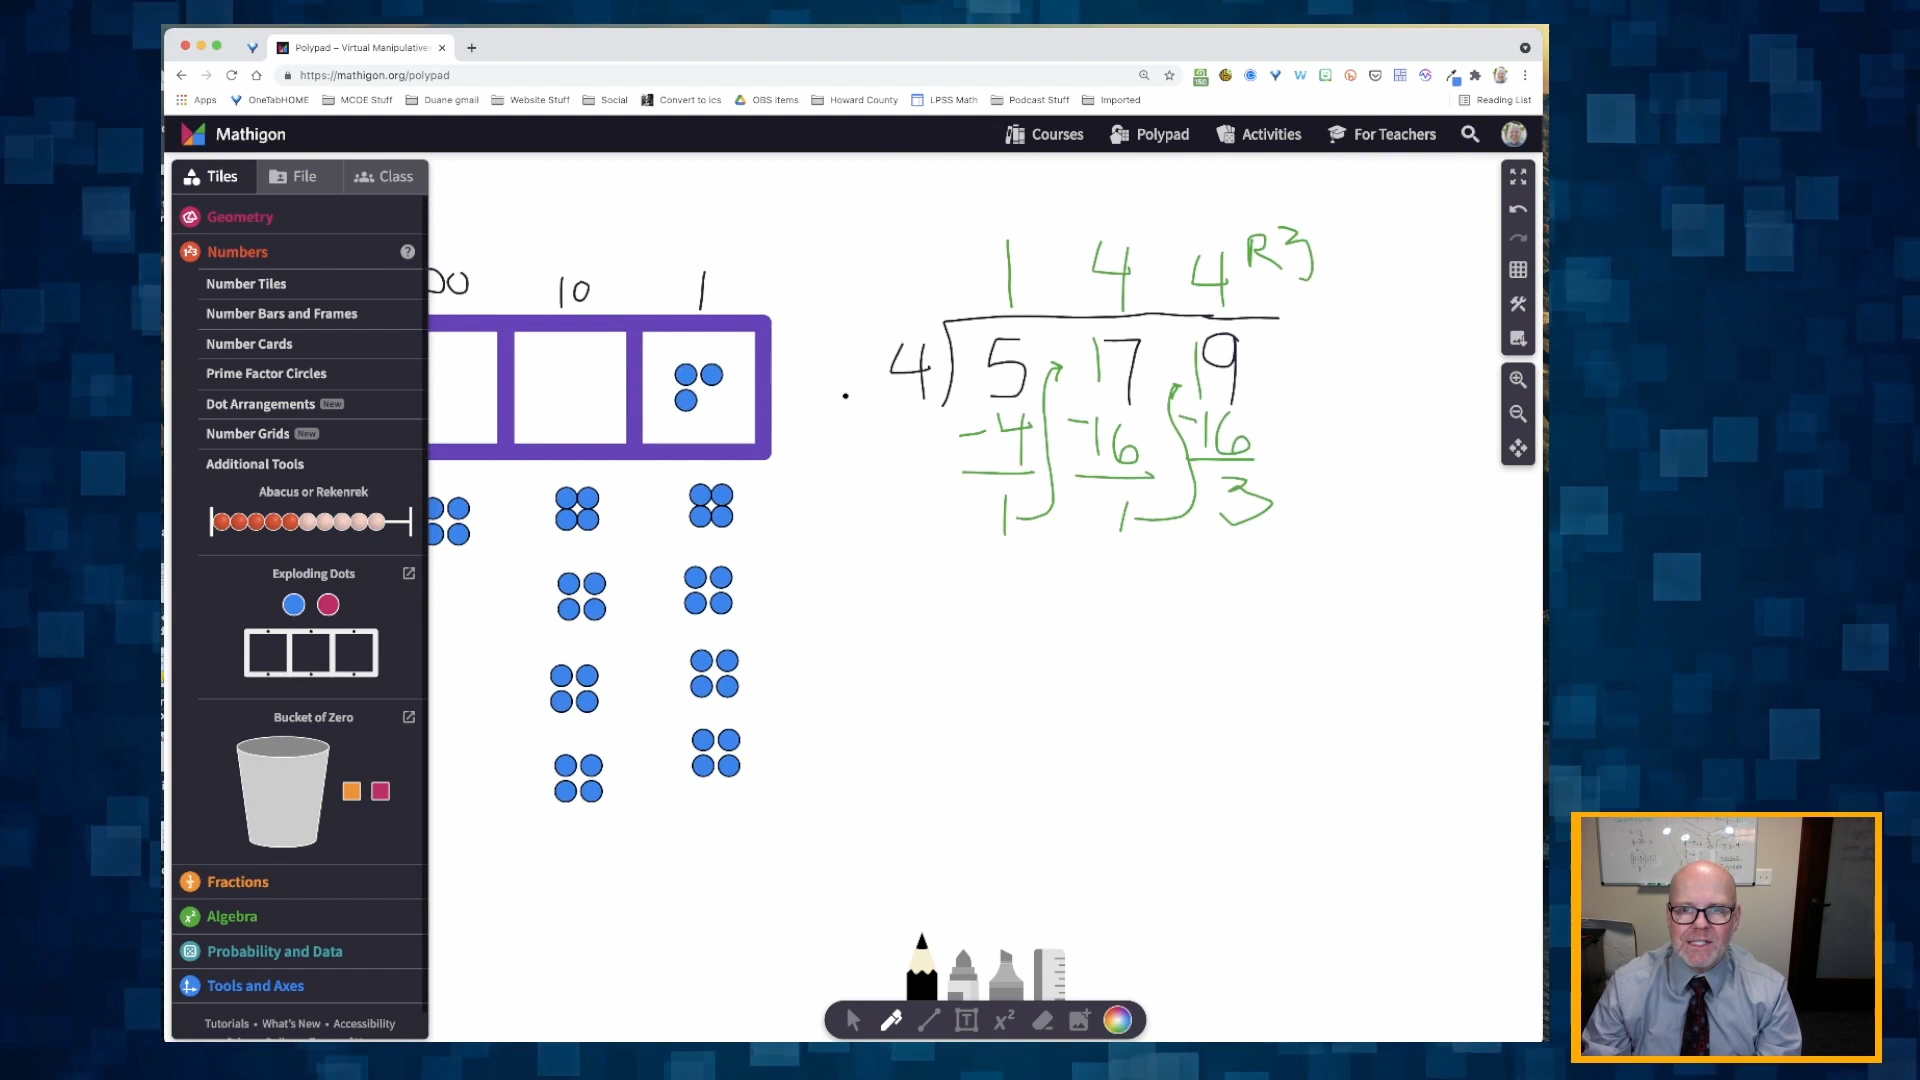 Polypad – Virtual Manipulatives
https://mathigon.org/polypad
Apps OneTabHOME MCOE Stuff Duane gmail Website Stuff Social Convert to ics OBS items Howard County LPSS Math Podcast Stuff Imported Reading List
Mathigon Courses Polypad Activities For Teachers
Tiles File Class
Geometry
Numbers ?
Number Tiles
Number Bars and Frames
Number Cards
Prime Factor Circles
Dot Arrangements New
Number Grids New
Additional Tools
Abacus or Rekenrek
Exploding Dots
Bucket of Zero
Fractions
Algebra
Probability and Data
Tools and Axes
Tutorials • What's New • Accessibility
00 10 1
1 4 4 R3
4 5 17 19
-4 -16 -16
1 1 3
T x²